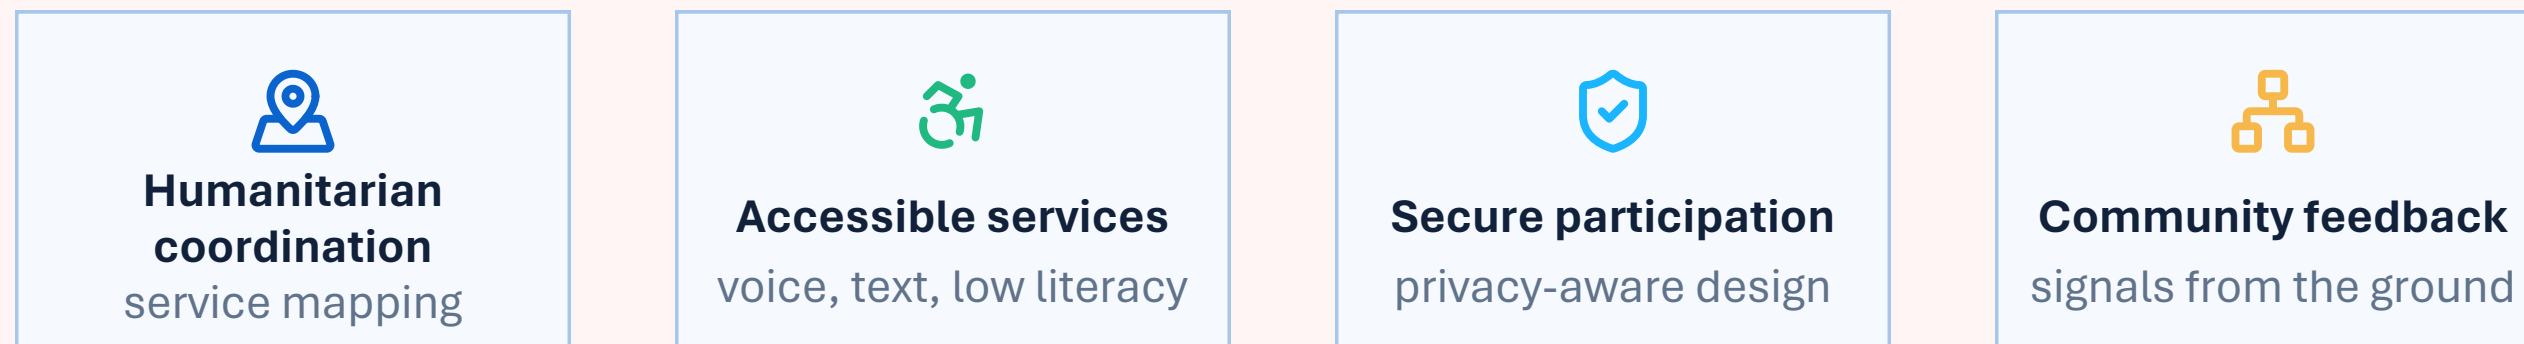 Humanitarian
coordination
service mapping
Accessible services
voice, text, low literacy
Secure participation
privacy-aware design
Community feedback
signals from the ground